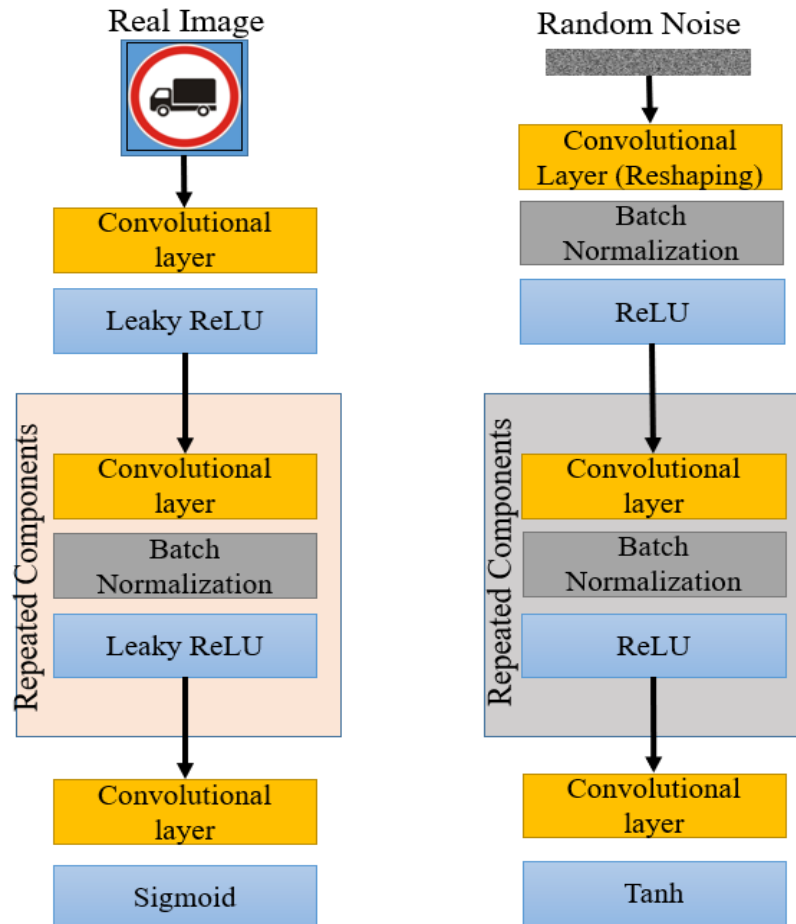 Real Image
Convolutional
layer
Leaky ReLU
Repeated Components
Convolutional
layer
Batch
Normalization
Leaky ReLU
Convolutional
layer
Sigmoid
Random Noise
Convolutional
Layer (Reshaping)
Batch
Normalization
ReLU
Repeated Components
Convolutional
layer
Batch
Normalization
ReLU
Convolutional
layer
Tanh